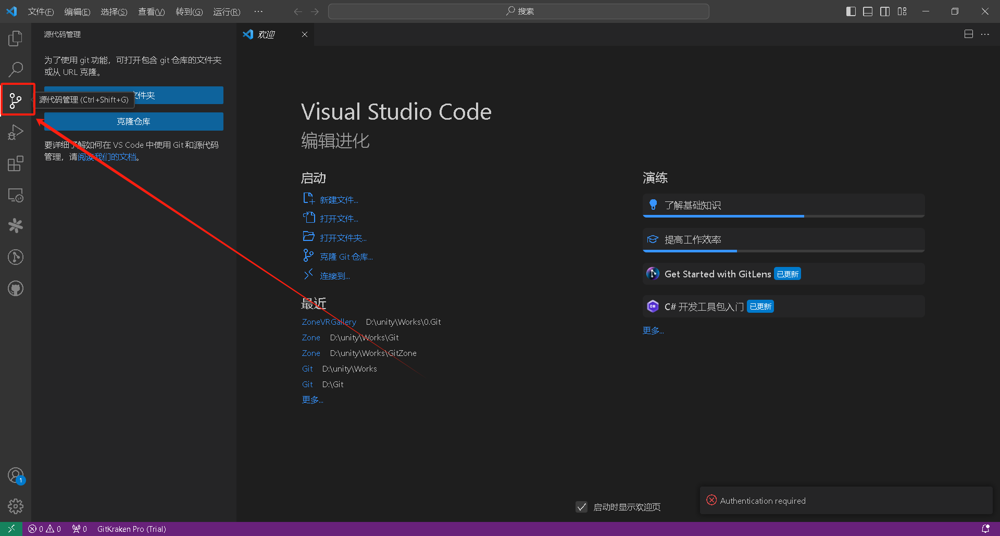 文件(F) 编辑(E) 选择(S) 查看(V) 转到(G) 运行(R) ···
搜索
源代码管理
欢迎
为了使用 git 功能，可打开包含 git 仓库的文件夹
或从 URL 克隆。
文件夹
源代码管理 (Ctrl+Shift+G)
克隆仓库
要详细了解如何在 VS Code 中使用 Git 和源代码
管理，请阅读我们的文档。
Visual Studio Code
编辑进化
启动
新建文件...
打开文件...
打开文件夹...
克隆 Git 仓库...
连接到...
最近
ZoneVRGallery D:\unity\Works\0.Git
Zone D:\unity\Works\Git
Zone D:\unity\Works\GitZone
Git D:\unity\Works
Git D:\Git
更多...
演练
了解基础知识
提高工作效率
Get Started with GitLens 已更新
C# 开发工具包入门 已更新
更多...
启动时显示欢迎页
Authentication required
1
0 0 0 GitKraken Pro (Trial)